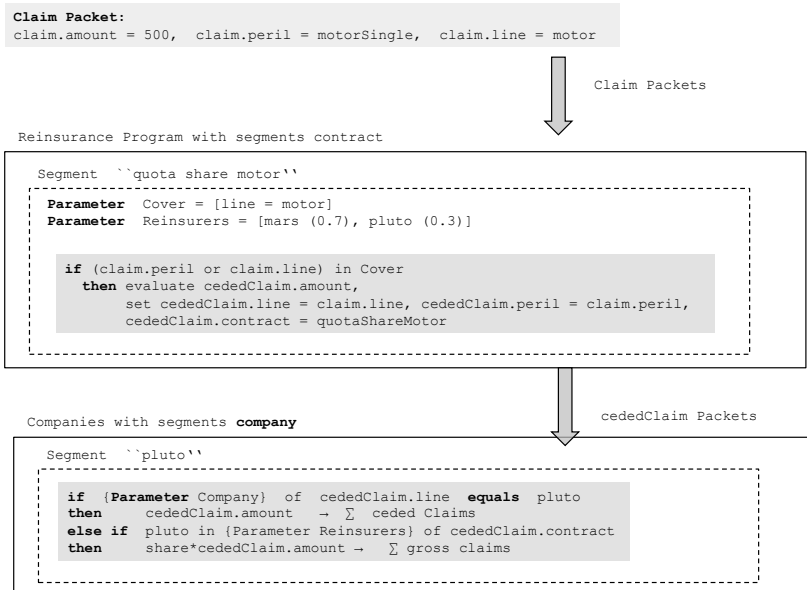 Claim Packet:
claim.amount = 500, claim.peril = motorSingle, claim.line = motor
Claim Packets
Reinsurance Program with segments contract
Segment ``quota share motor''
Parameter Cover = [line = motor]
Parameter Reinsurers = [mars (0.7), pluto (0.3)]
if (claim.peril or claim.line) in Cover
then evaluate cededClaim.amount,
set cededClaim.line = claim.line, cededClaim.peril = claim.peril,
cededClaim.contract = quotaShareMotor
cededClaim Packets
Companies with segments company
Segment ``pluto''
if {Parameter Company} of cededClaim.line equals pluto
then cededClaim.amount → ∑ ceded Claims
else if pluto in {Parameter Reinsurers} of cededClaim.contract
then share*cededClaim.amount → ∑ gross claims